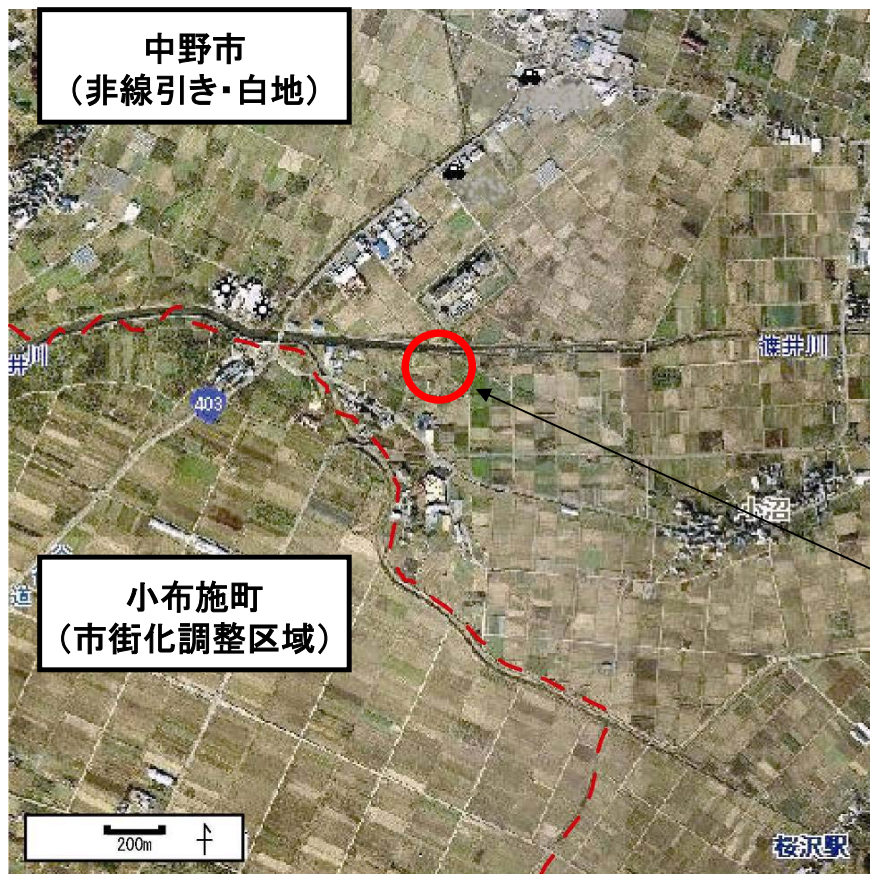 中野市
（非線引き・白地）
井川
篠井川
403
小沼
小布施町
（市街化調整区域）
道
200m
桜沢駅